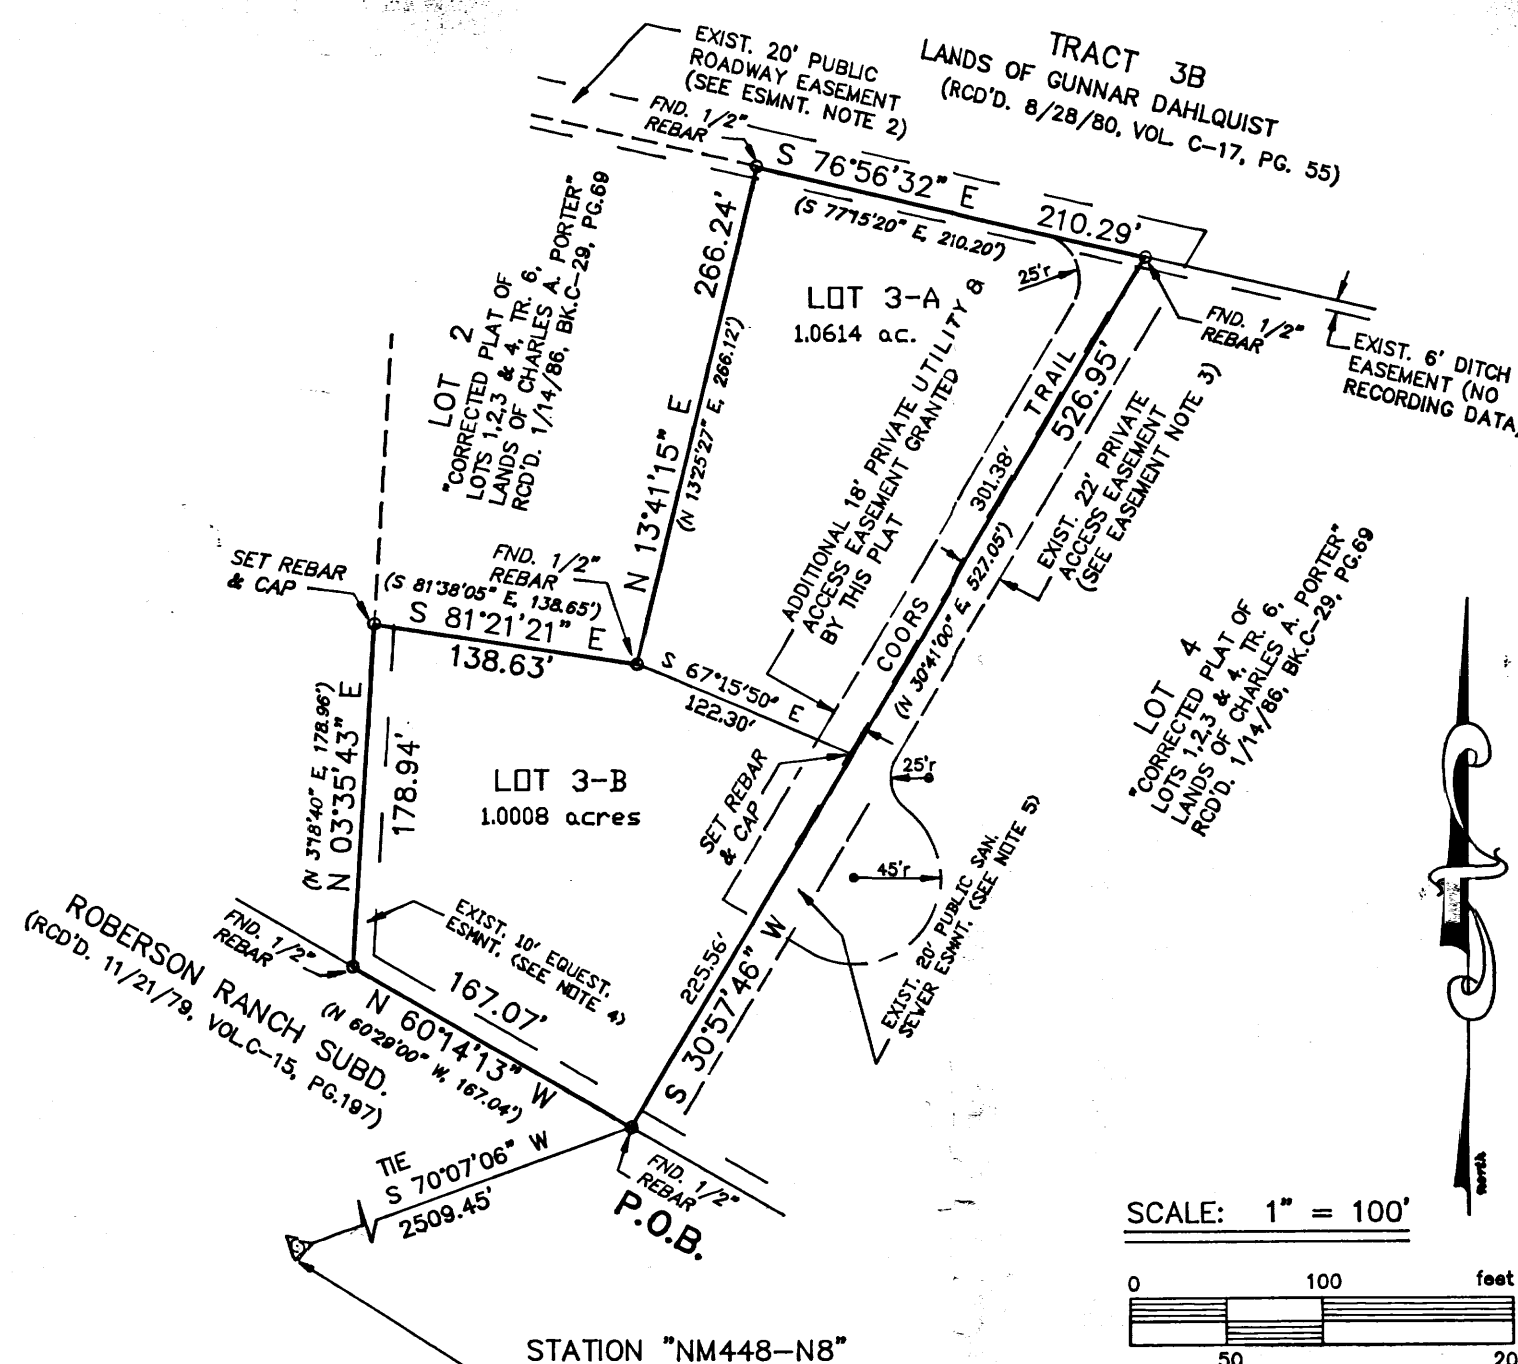 TRACT 3B
LANDS OF GUNNAR DAHLQUIST
(RCD'D. 8/28/80, VOL. C-17, PG. 55)
EXIST. 20' PUBLIC
ROADWAY EASEMENT
(SEE ESMNT. NOTE 2)
FND. 1/2"
REBAR
S 76°56'32" E
210.29'
(S 77°15'20" E, 210.20')
LOT 2
"CORRECTED PLAT OF
LOTS 1,2,3 & 4, TR. 6,
LANDS OF CHARLES A. PORTER"
RCD'D. 1/14/86, BK.C-29, PG.69
266.24'
N 13°41'15" E
(N 13°25'27" E, 266.12')
LOT 3-A
1.0614 ac.
25'r
FND. 1/2"
REBAR
EXIST. 6' DITCH
EASEMENT (NO
RECORDING DATA)
ADDITIONAL 18' PRIVATE UTILITY &
ACCESS EASEMENT GRANTED
BY THIS PLAT
COORS TRAIL
301.38'
526.95'
(N 30°41'00" E, 527.05')
EXIST. 22' PRIVATE
ACCESS EASEMENT
(SEE EASEMENT NOTE 3)
SET REBAR
& CAP
FND. 1/2"
REBAR
(S 81°38'05" E, 138.65')
S 81°21'21" E
138.63'
S 67°15'50" E
122.30'
LOT 4
"CORRECTED PLAT OF
LOTS 1,2,3 & 4, TR. 6,
LANDS OF CHARLES A. PORTER"
RCD'D. 1/14/86, BK.C-29, PG.69
(N 3°18'40" E, 178.96')
N 03°35'43" E
178.94'
LOT 3-B
1.0008 acres
SET REBAR
& CAP
25'r
45'r
EXIST. 20' PUBLIC SAN.
SEWER ESMNT. (SEE NOTE 5)
225.56'
S 30°57'46" W
EXIST. 10' EQUEST.
ESMNT. (SEE NOTE 4)
FND. 1/2"
REBAR
ROBERSON RANCH SUBD.
(RCD'D. 11/21/79, VOL.C-15, PG.197)
167.07'
N 60°14'13" W
(N 60°29'00" W, 167.04')
TIE
S 70°07'06" W
2509.45'
FND. 1/2"
REBAR
P.O.B.
STATION "NM448-N8"
north
SCALE: 1" = 100'
0 100 feet
50 20